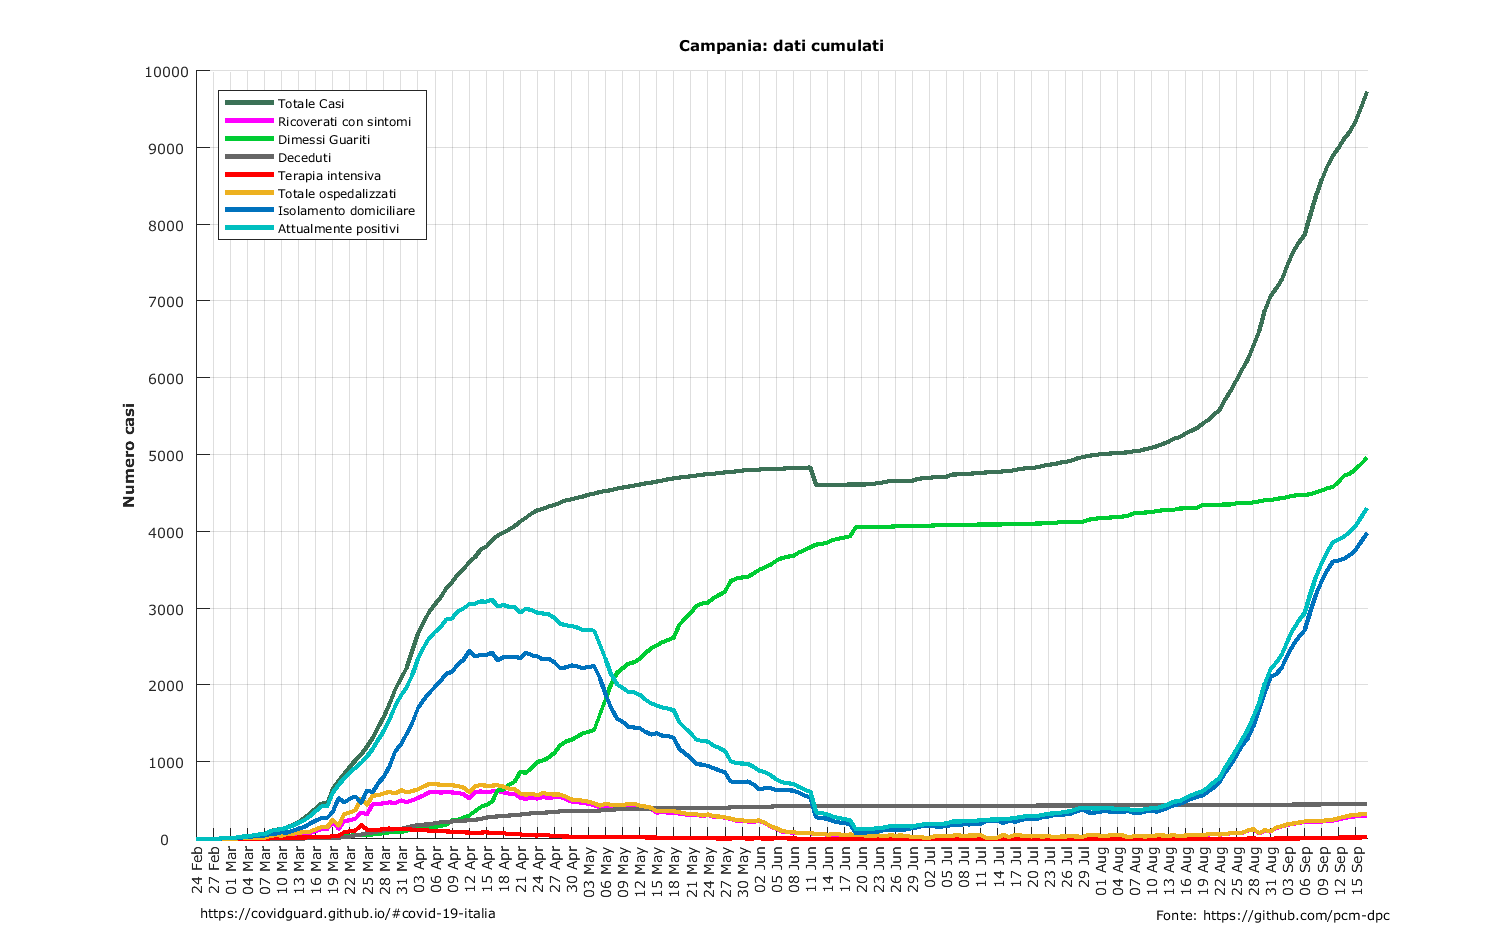 Campania: dati cumulati
10000
9000
8000
7000
6000
5000
4000
3000
2000
1000
0
Numero casi
Totale Casi
Ricoverati con sintomi
Dimessi Guariti
Deceduti
Terapia intensiva
Totale ospedalizzati
Isolamento domiciliare
Attualmente positivi
24 Feb
27 Feb
01 Mar
04 Mar
07 Mar
10 Mar
13 Mar
16 Mar
19 Mar
22 Mar
25 Mar
28 Mar
31 Mar
03 Apr
06 Apr
09 Apr
12 Apr
15 Apr
18 Apr
21 Apr
24 Apr
27 Apr
30 Apr
03 May
06 May
09 May
12 May
15 May
18 May
21 May
24 May
27 May
30 May
02 Jun
05 Jun
08 Jun
11 Jun
14 Jun
17 Jun
20 Jun
23 Jun
26 Jun
29 Jun
02 Jul
05 Jul
08 Jul
11 Jul
14 Jul
17 Jul
20 Jul
23 Jul
26 Jul
29 Jul
01 Aug
04 Aug
07 Aug
10 Aug
13 Aug
16 Aug
19 Aug
22 Aug
25 Aug
28 Aug
31 Aug
03 Sep
06 Sep
09 Sep
12 Sep
15 Sep
https://covidguard.github.io/#covid-19-italia
Fonte: https://github.com/pcm-dpc